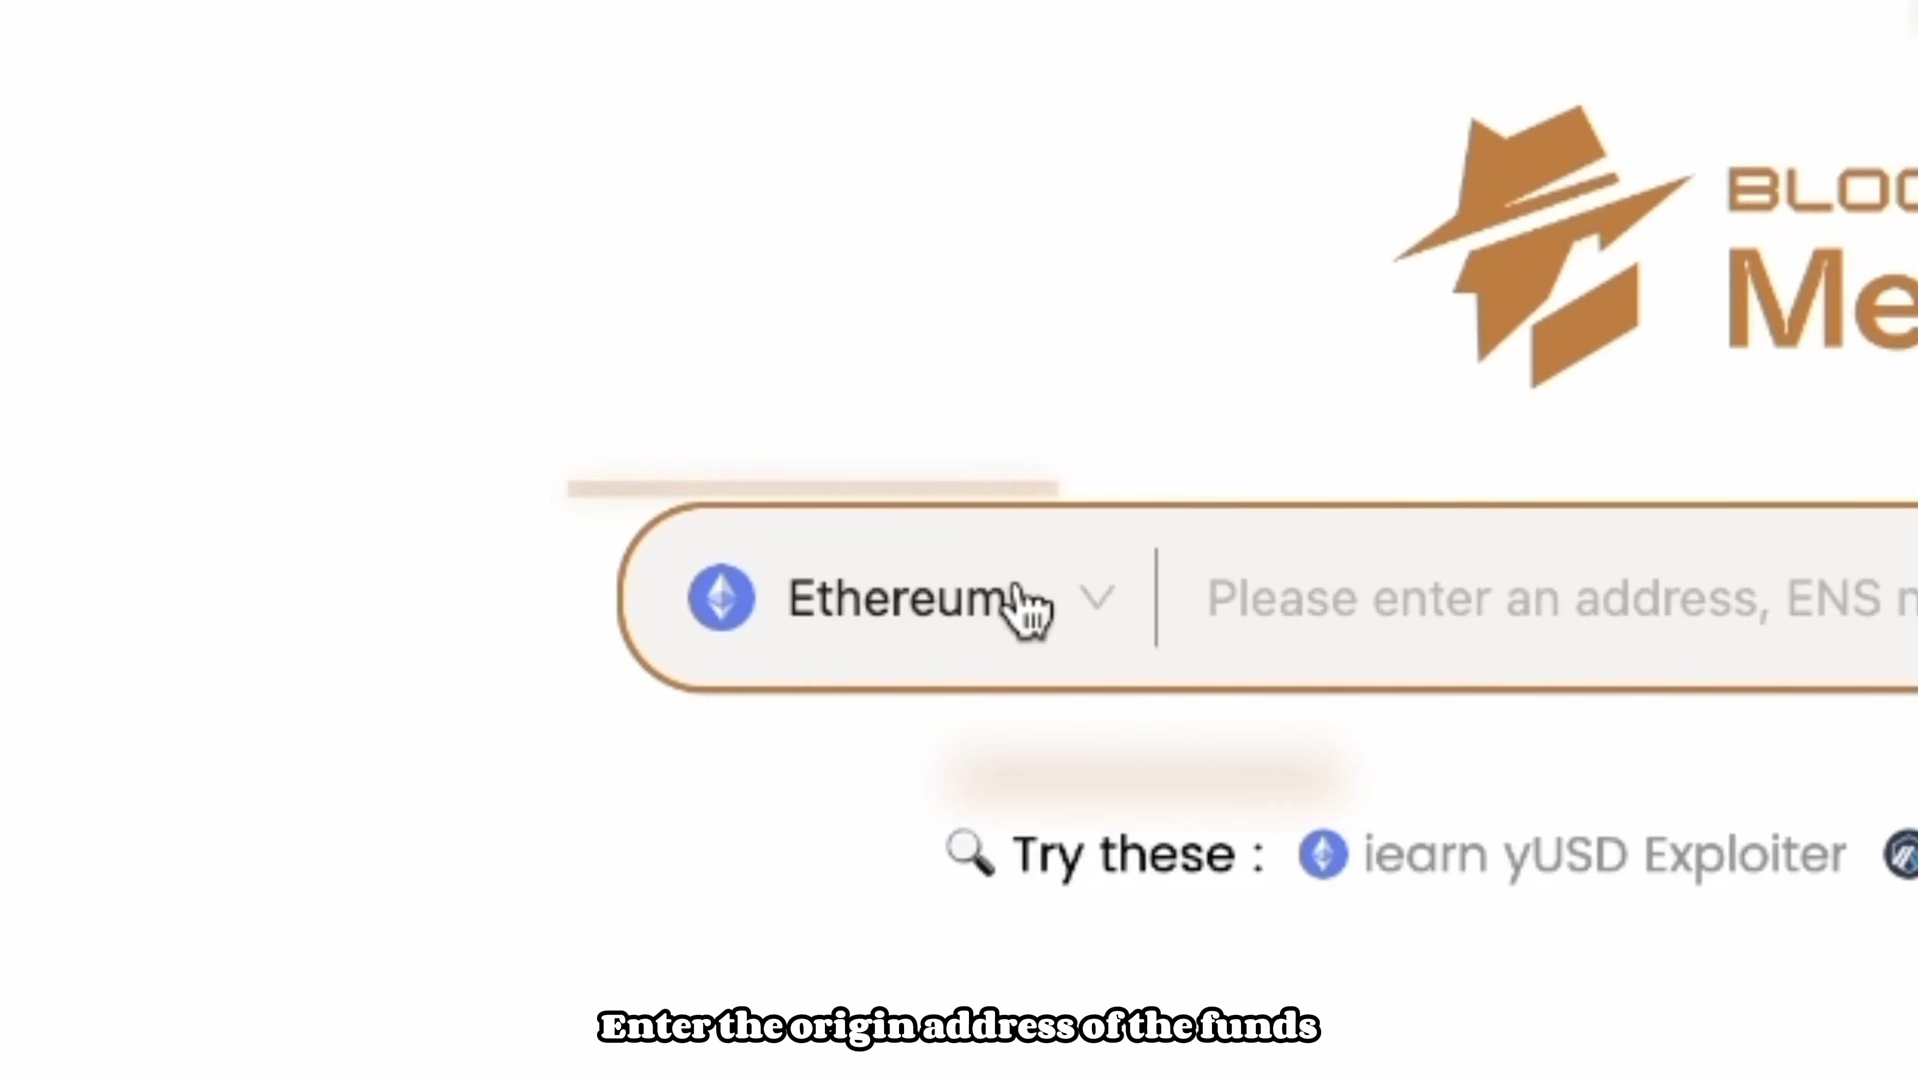 BLOC
Me
Ethereum
Please enter an address, ENS n
Try these :
iearn yUSD Exploiter
Enter the origin address of the funds